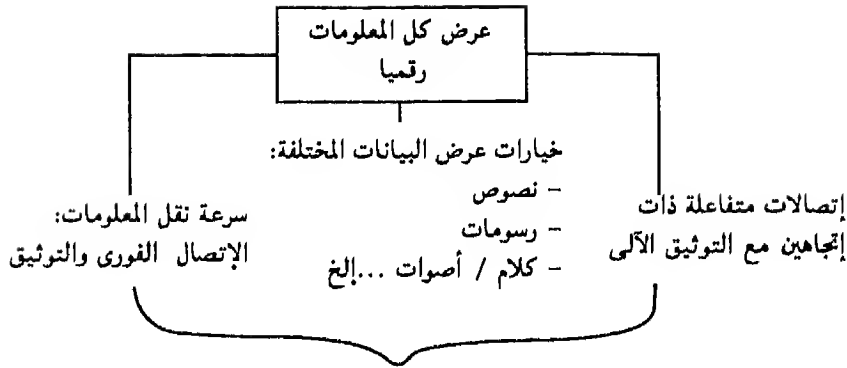 عرض كل المعلومات
رقميا
إتصالات متفاعلة ذات
إتجاهين مع التوثيق الآلى
خيارات عرض البيانات المختلفة:
– نصوص
– رسومات
– كلام / أصوات ...إلخ
سرعة نقل المعلومات:
الإتصال الفورى والتوثيق